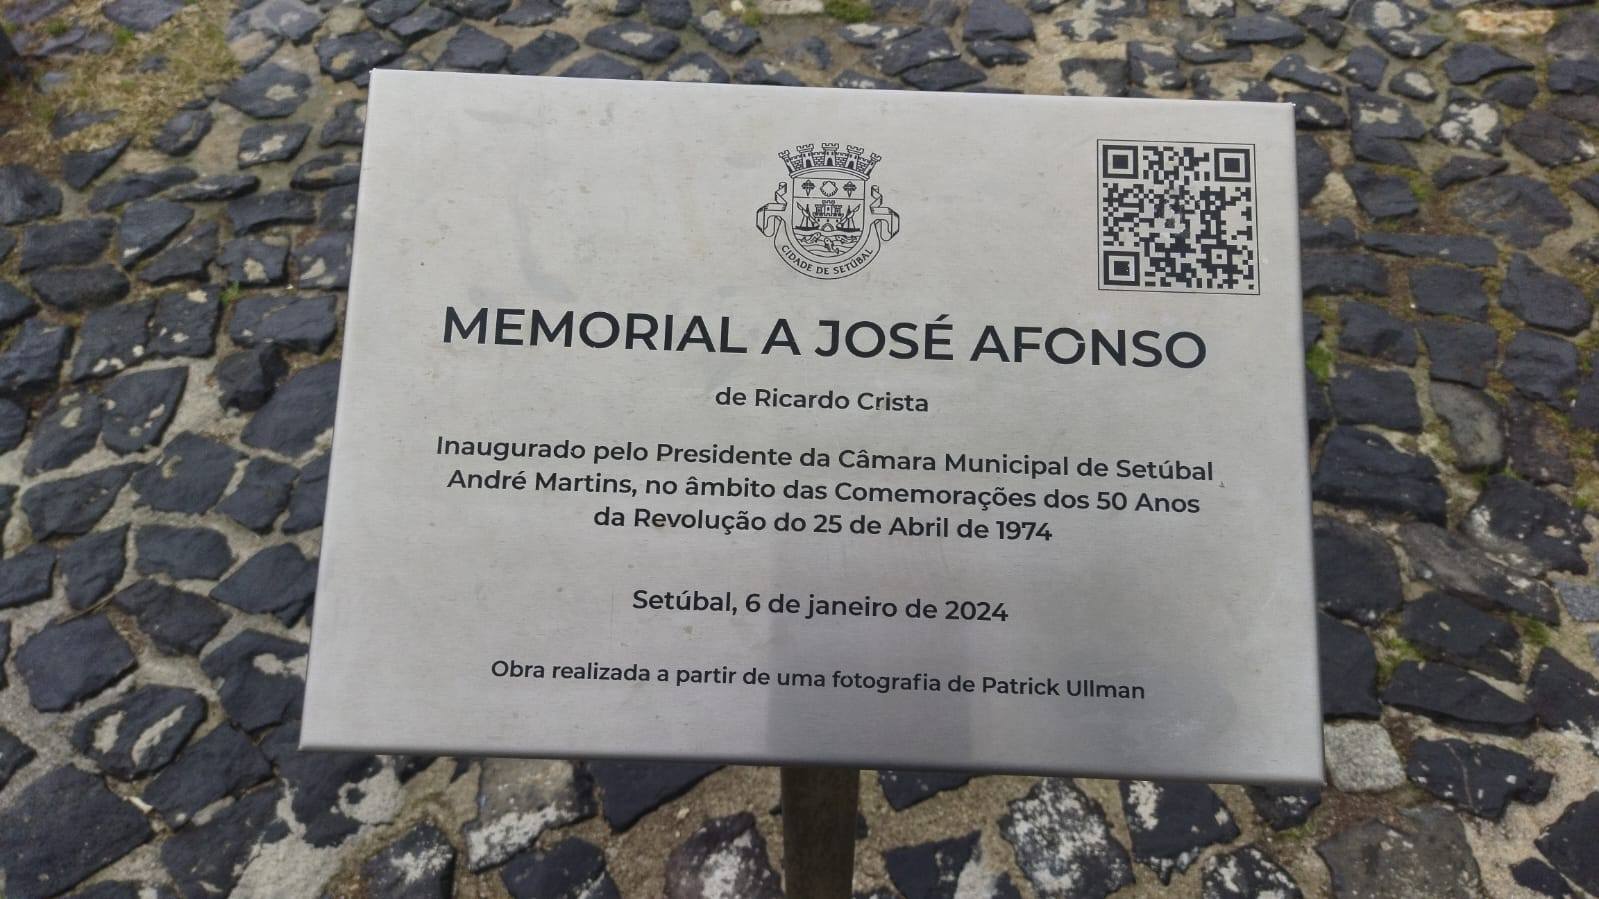 CIDADE DE SETÚBAL
MEMORIAL A JOSÉ AFONSO
de Ricardo Crista
Inaugurado pelo Presidente da Câmara Municipal de Setúbal
André Martins, no âmbito das Comemorações dos 50 Anos
da Revolução do 25 de Abril de 1974
Setúbal, 6 de janeiro de 2024
Obra realizada a partir de uma fotografia de Patrick Ullman